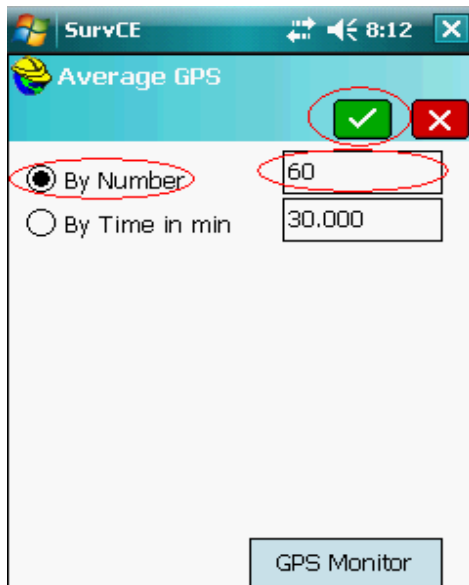 SurvCE 8:12
Average GPS
By Number 60
By Time in min 30.000
GPS Monitor